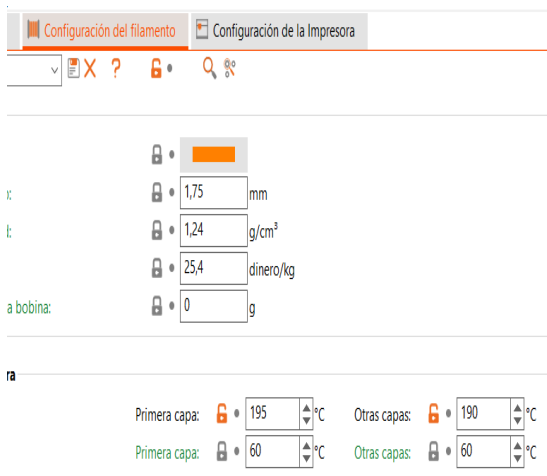 Configuración del filamento Configuración de la Impresora
?
1,75 mm
1,24 g/cm³
25,4 dinero/kg
a bobina: 0 g
ra
Primera capa: 195 °C Otras capas: 190 °C
Primera capa: 60 °C Otras capas: 60 °C